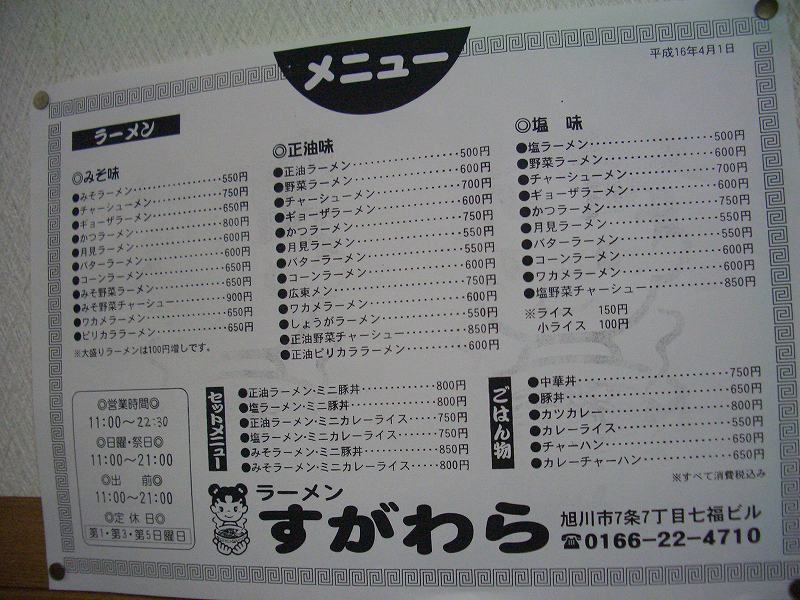 メニュー
平成16年4月1日
ラーメン
◎みそ味
●みそラーメン……550円
●チャーシューメン……750円
●ギョーザラーメン……650円
●かつラーメン……800円
●月見ラーメン……600円
●バターラーメン……600円
●コーンラーメン……650円
●みそ野菜ラーメン……650円
●みそ野菜チャーシュー……900円
●ワカメラーメン……650円
●ピリカララーメン……650円
※大盛りラーメンは100円増しです。
◎正油味
●正油ラーメン……500円
●野菜ラーメン……600円
●チャーシューメン……700円
●ギョーザラーメン……600円
●かつラーメン……750円
●月見ラーメン……550円
●バターラーメン……550円
●コーンラーメン……600円
●広東メン……750円
●ワカメラーメン……600円
●しょうがラーメン……550円
●正油野菜チャーシュー……850円
●正油ピリカララーメン……600円
◎塩 味
●塩ラーメン……500円
●野菜ラーメン……600円
●チャーシューメン……700円
●ギョーザラーメン……600円
●かつラーメン……750円
●月見ラーメン……550円
●バターラーメン……550円
●コーンラーメン……600円
●ワカメラーメン……600円
●塩野菜チャーシュー……850円
※ライス 150円
小ライス 100円
◎営業時間◎
11:00〜22:30
◎日曜・祭日◎
11:00〜21:00
◎出 前◎
11:00〜21:00
◎定休日◎
第1・第3・第5日曜日
セットメニュー
●正油ラーメン・ミニ豚丼……800円
●塩ラーメン・ミニ豚丼……800円
●正油ラーメン・ミニカレーライス……750円
●塩ラーメン・ミニカレーライス……750円
●みそラーメン・ミニ豚丼……850円
●みそラーメン・ミニカレーライス……800円
ごはん物
●中華丼……750円
●豚丼……650円
●カツカレー……800円
●カレーライス……550円
●チャーハン……650円
●カレーチャーハン……650円
※すべて消費税込み
ラーメン
すがわら
旭川市7条7丁目七福ビル
☎0166-22-4710